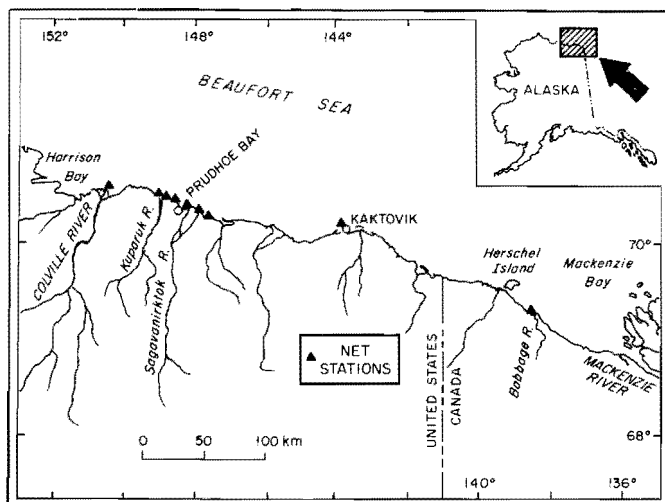 152°
148°
144°
BEAUFORT SEA
ALASKA
Harrison
Bay
PRUDHOE BAY
COLVILLE RIVER
Kuparuk R.
Sagavanirktok R.
KAKTOVIK
Herschel
Island
Mackenzie
Bay
70°
Babbage R.
MACKENZIE
RIVER
NET
STATIONS
UNITED STATES
CANADA
0 50 100 km
68°
140°
136°